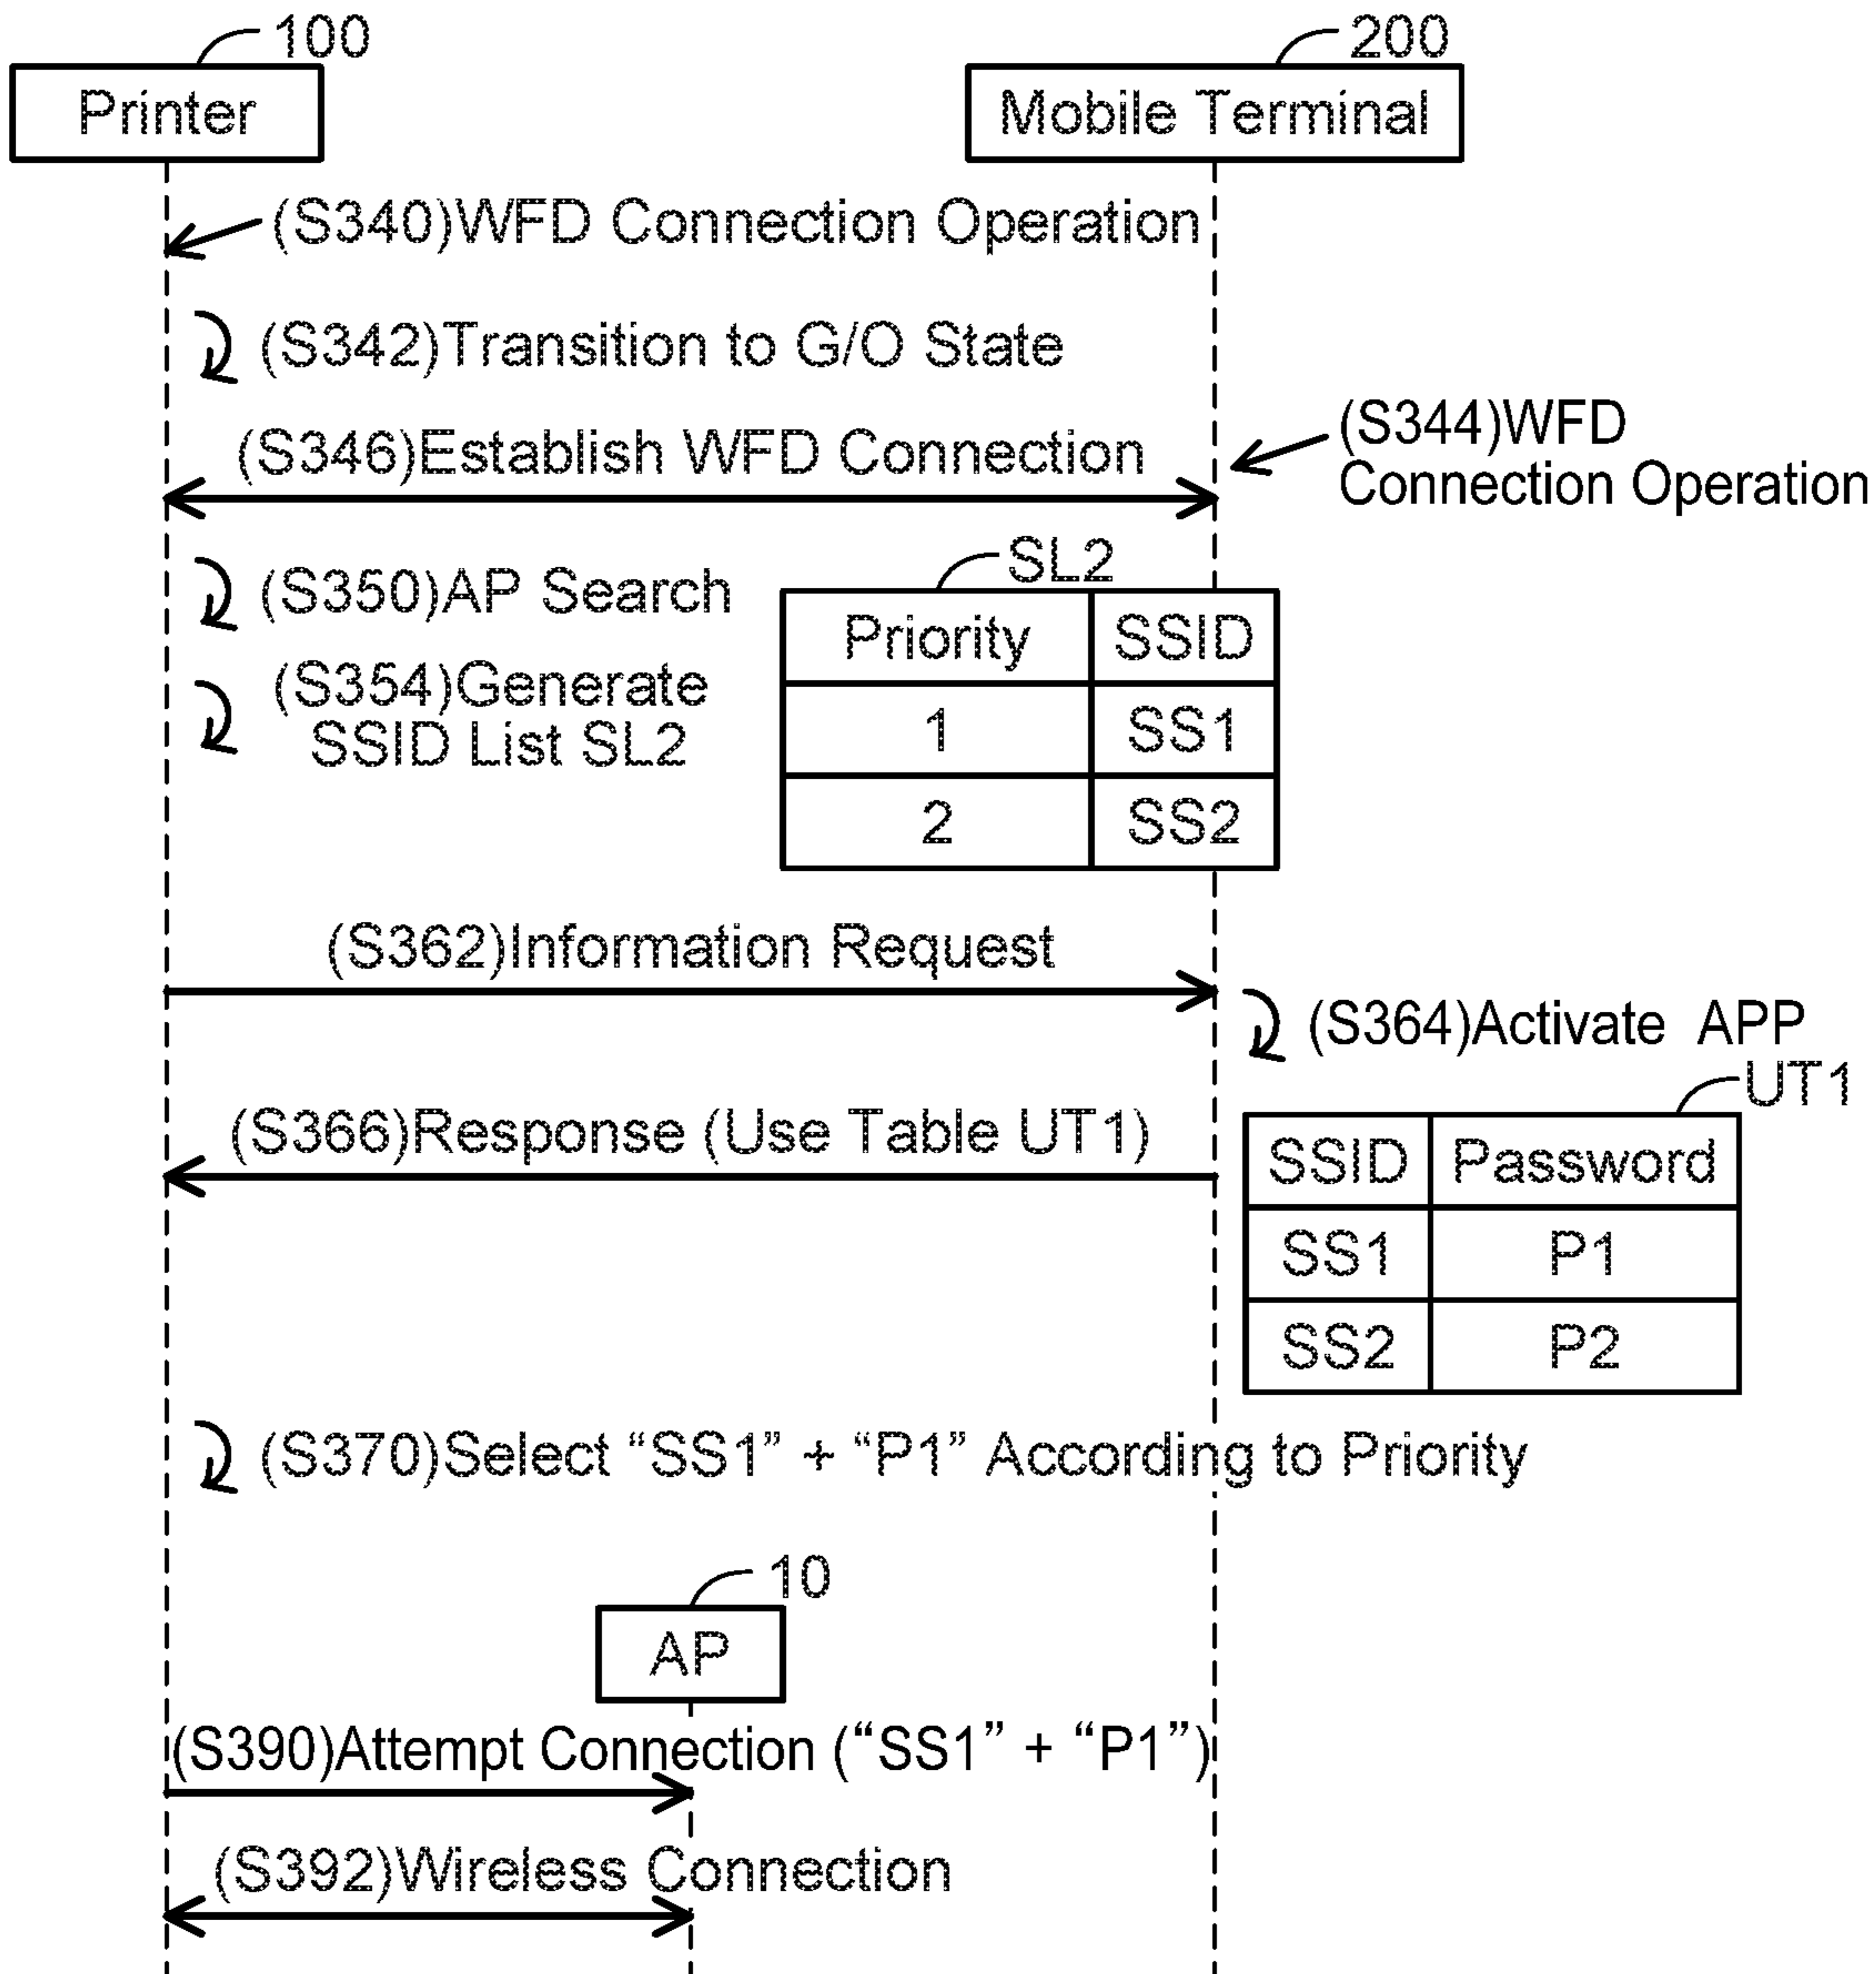 100
200
Printer
Mobile Terminal
(S340)WFD Connection Operation
(S342)Transition to G/O State
(S344)WFD
Connection Operation
(S346)Establish WFD Connection
(S350)AP Search
SL2
Priority SSID
1 SS1
2 SS2
(S354)Generate
SSID List SL2
(S362)Information Request
(S364)Activate APP
UT1
(S366)Response (Use Table UT1)
SSID Password
SS1 P1
SS2 P2
(S370)Select “SS1” + “P1” According to Priority
10
AP
(S390)Attempt Connection (“SS1” + “P1”)
(S392)Wireless Connection